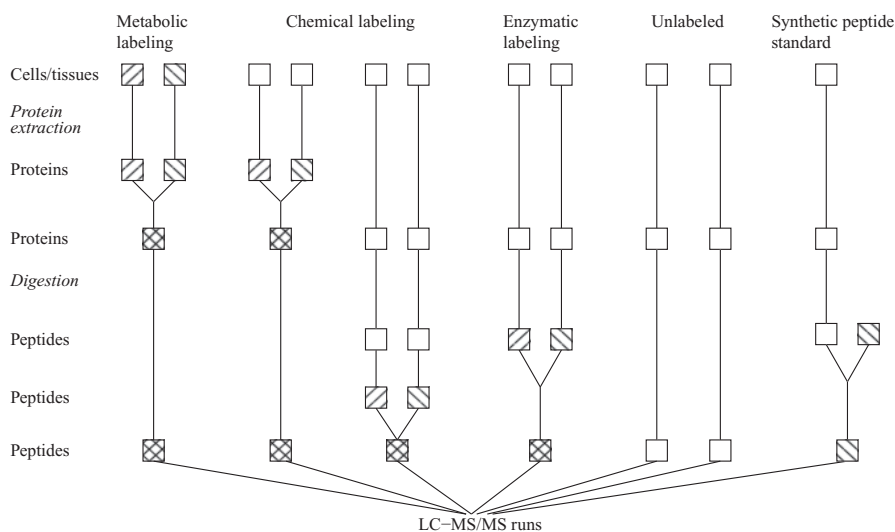 Metabolic
labeling
Chemical labeling
Enzymatic
labeling
Unlabeled
Synthetic peptide
standard
Cells/tissues
Protein
extraction
Proteins
Proteins
Digestion
Peptides
Peptides
Peptides
LC−MS/MS runs